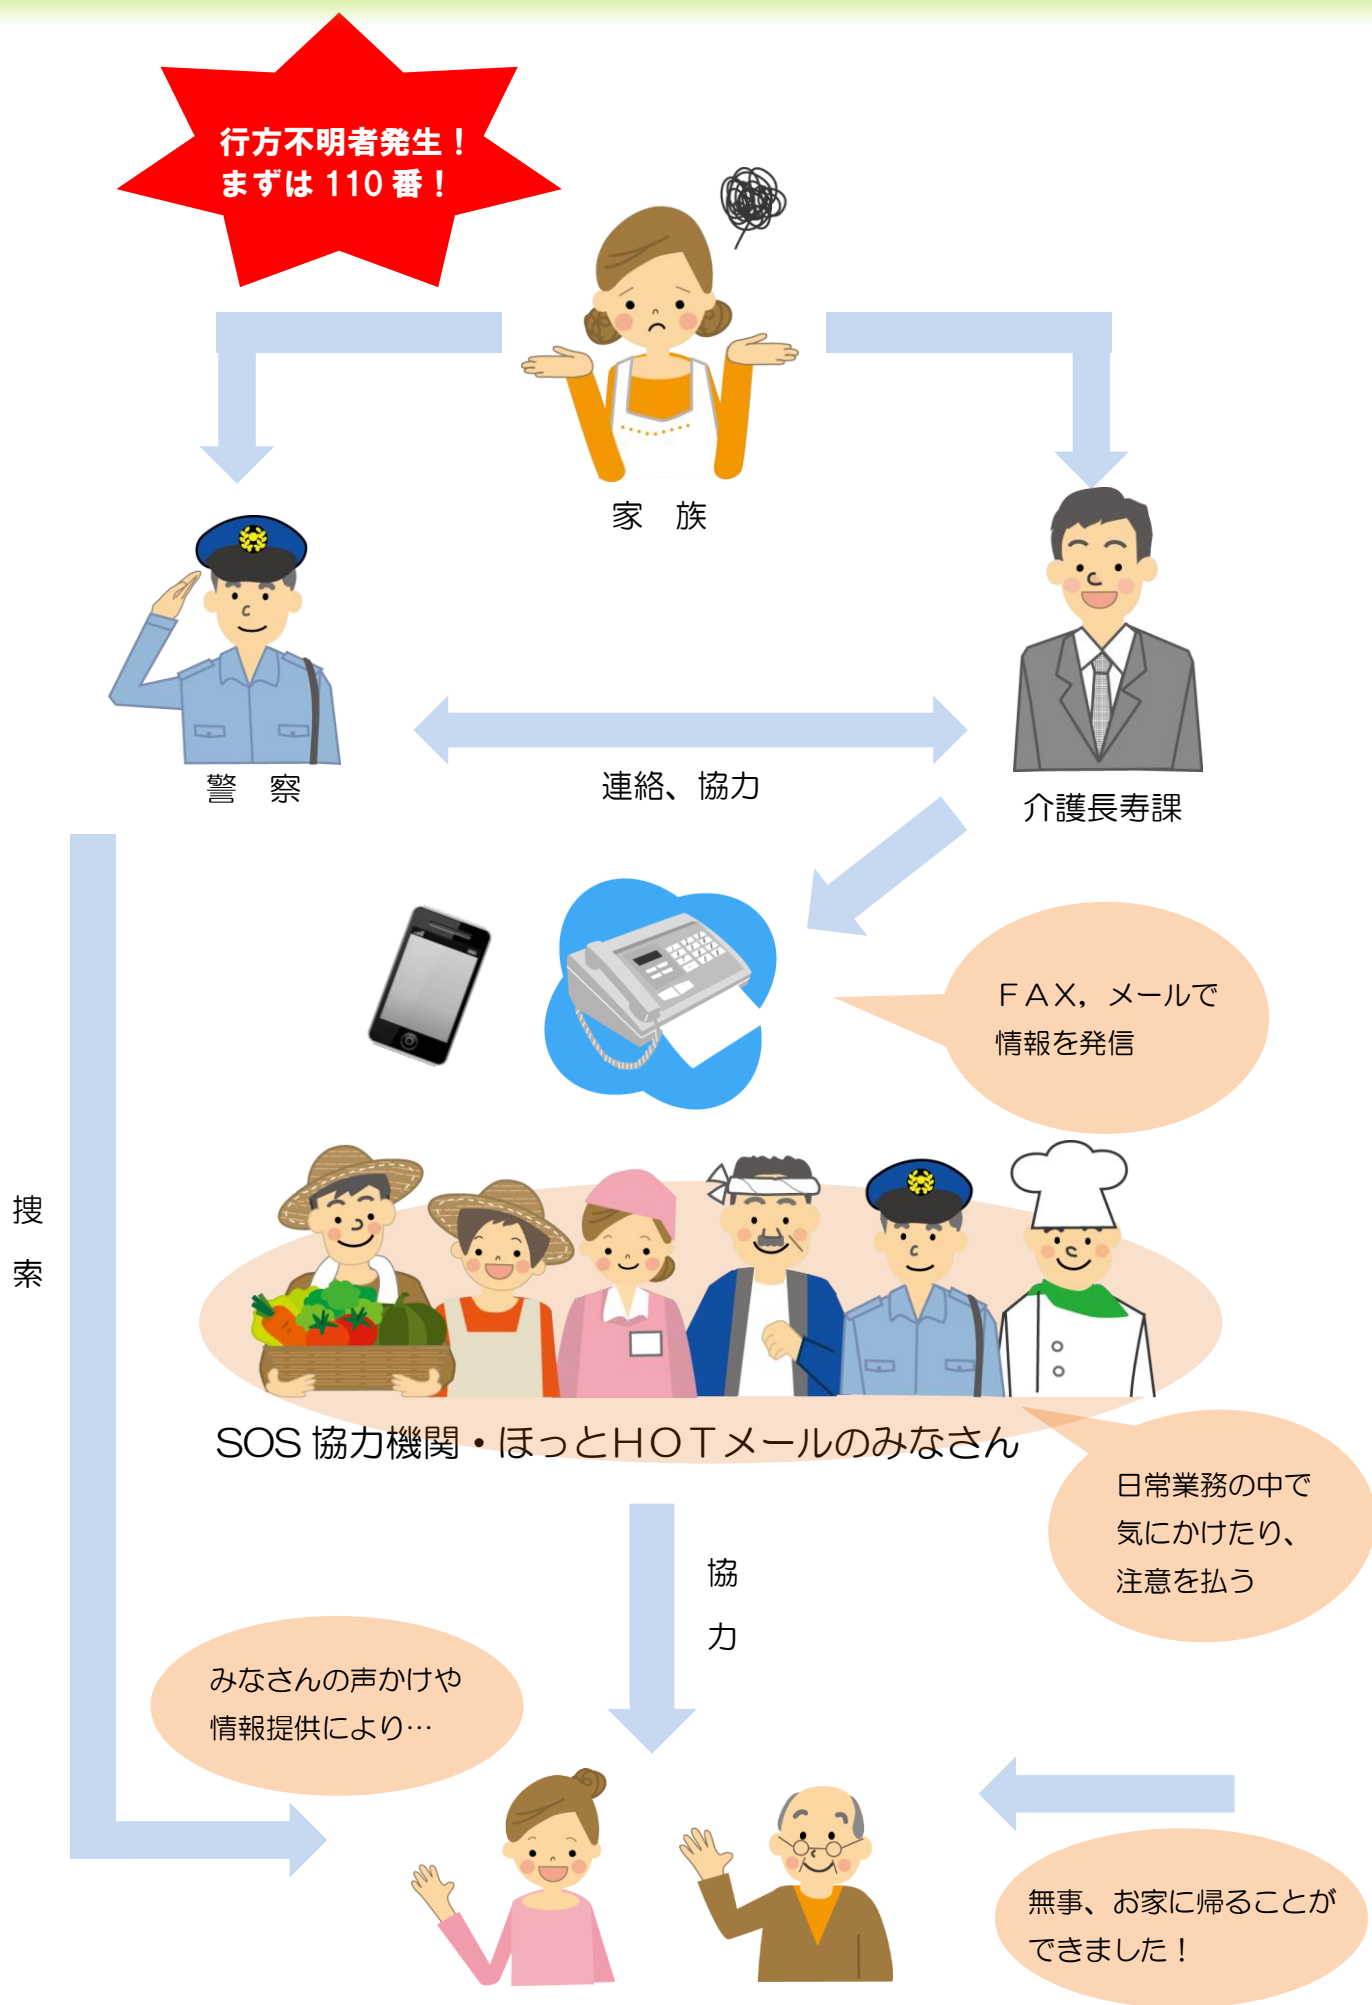 行方不明者発生！
まずは110番！
家　族
警　察
連絡、協力
介護長寿課
ＦＡＸ，メールで
情報を発信
捜
索
SOS協力機関・ほっとＨＯＴメールのみなさん
日常業務の中で
気にかけたり、
注意を払う
協
力
みなさんの声かけや
情報提供により…
無事、お家に帰ることが
できました！